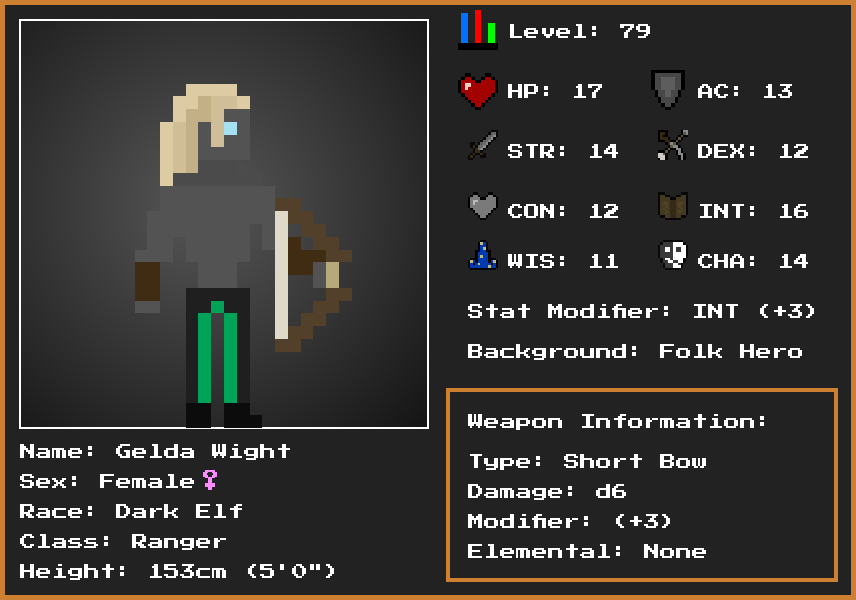 Level: 79
HP: 17 AC: 13
STR: 14 DEX: 12
CON: 12 INT: 16
WIS: 11 CHA: 14
Stat Modifier: INT (+3)
Background: Folk Hero
Weapon Information:
Type: Short Bow
Damage: d6
Modifier: (+3)
Elemental: None
Name: Gelda Wight
Sex: Female♀
Race: Dark Elf
Class: Ranger
Height: 153cm (5'0")